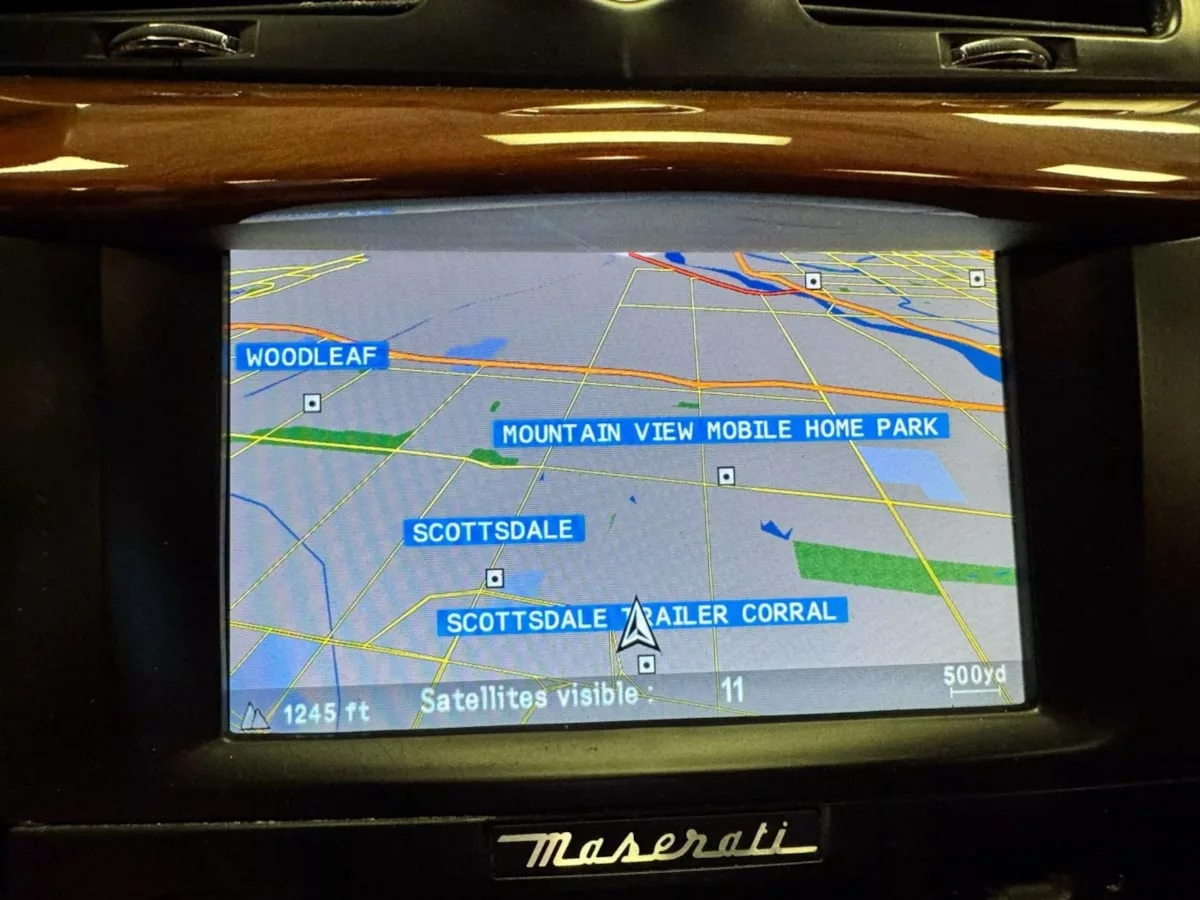 WOODLEAF
MOUNTAIN VIEW MOBILE HOME PARK
SCOTTSDALE
SCOTTSDALE TRAILER CORRAL
500yd
1245 ft
Satellites visible : 11
Maserati